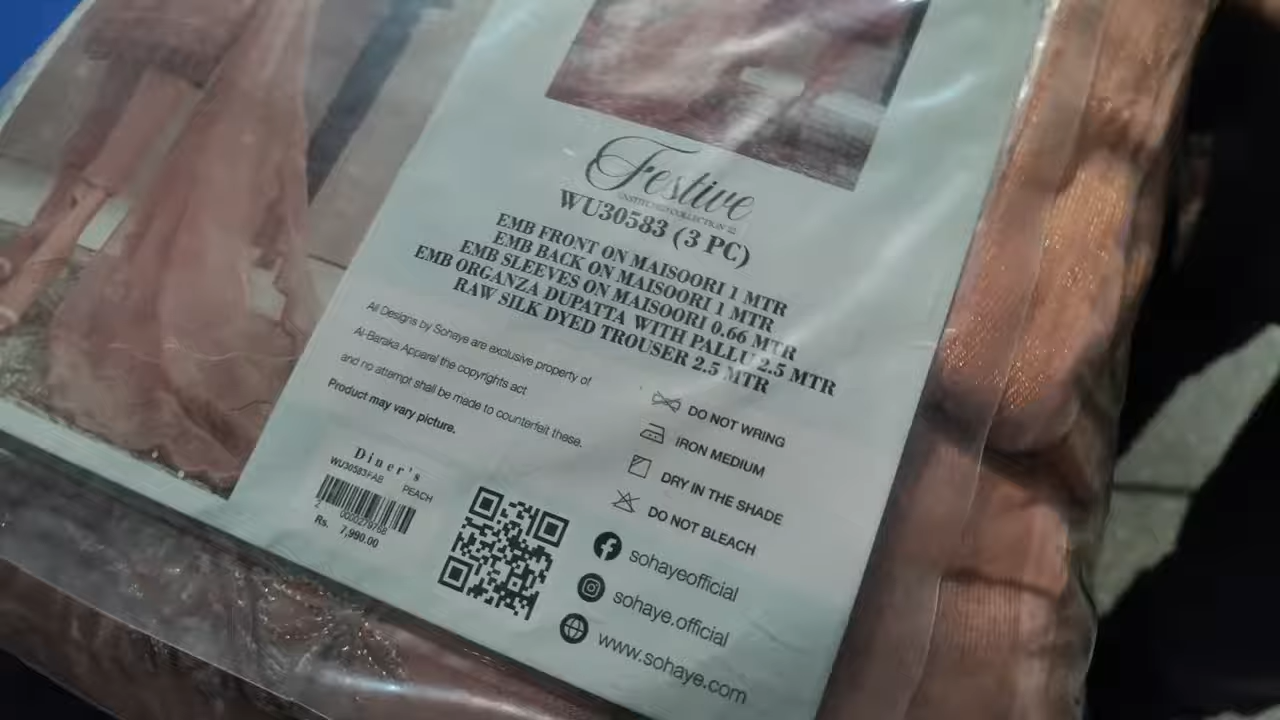 Festive
UNSTITCHED COLLECTION 22
WU30583 (3 PC)
EMB FRONT ON MAISOORI 1 MTR
EMB BACK ON MAISOORI 1 MTR
EMB SLEEVES ON MAISOORI 0.66 MTR
EMB ORGANZA DUPATTA WITH PALLU 2.5 MTR
RAW SILK DYED TROUSER 2.5 MTR
All Designs by Sohaye are exclusive property of
Al-Baraka Apparel the copyrights act
and no attempt shall be made to counterfeit these.
Product may vary picture.
DO NOT WRING
IRON MEDIUM
DRY IN THE SHADE
DO NOT BLEACH
Diner's
WU30583FAB PEACH
Rs. 7,990.00
sohayeofficial
sohaye.official
www.sohaye.com